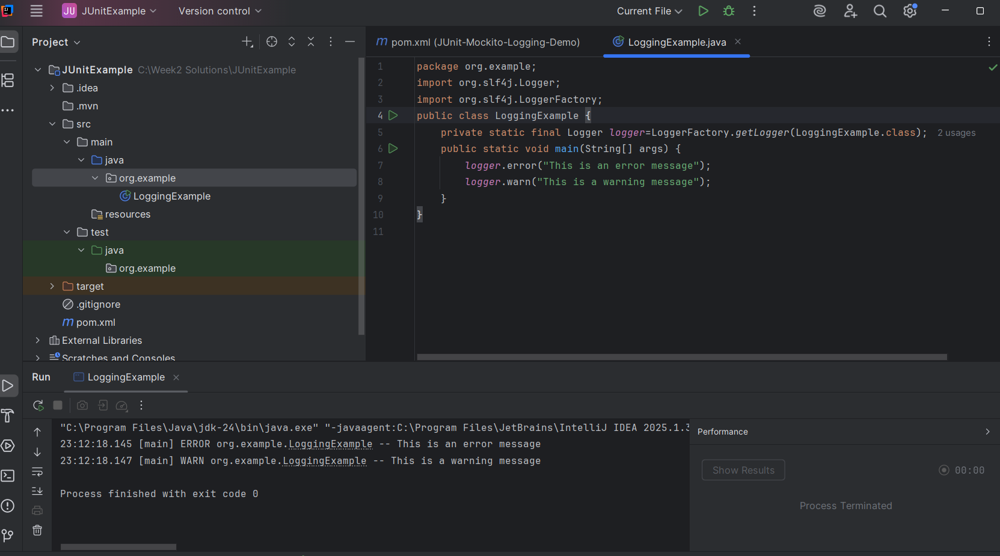 JU JUnitExample Version control Current File
Project
pom.xml (JUnit-Mockito-Logging-Demo) LoggingExample.java
JUnitExample C:\Week2 Solutions\JUnitExample
.idea
.mvn
src
main
java
org.example
LoggingExample
resources
test
java
org.example
target
.gitignore
pom.xml
External Libraries
Scratches and Consoles
1 package org.example;
2 import org.slf4j.Logger;
3 import org.slf4j.LoggerFactory;
4 public class LoggingExample {
5 private static final Logger logger=LoggerFactory.getLogger(LoggingExample.class); 2 usages
6 public static void main(String[] args) {
7 logger.error("This is an error message");
8 logger.warn("This is a warning message");
9 }
10 }
11
Run LoggingExample
"C:\Program Files\Java\jdk-24\bin\java.exe" "-javaagent:C:\Program Files\JetBrains\IntelliJ IDEA 2025.1.3
23:12:18.145 [main] ERROR org.example.LoggingExample -- This is an error message
23:12:18.147 [main] WARN org.example.LoggingExample -- This is a warning message
Process finished with exit code 0
Performance
Show Results 00:00
Process Terminated